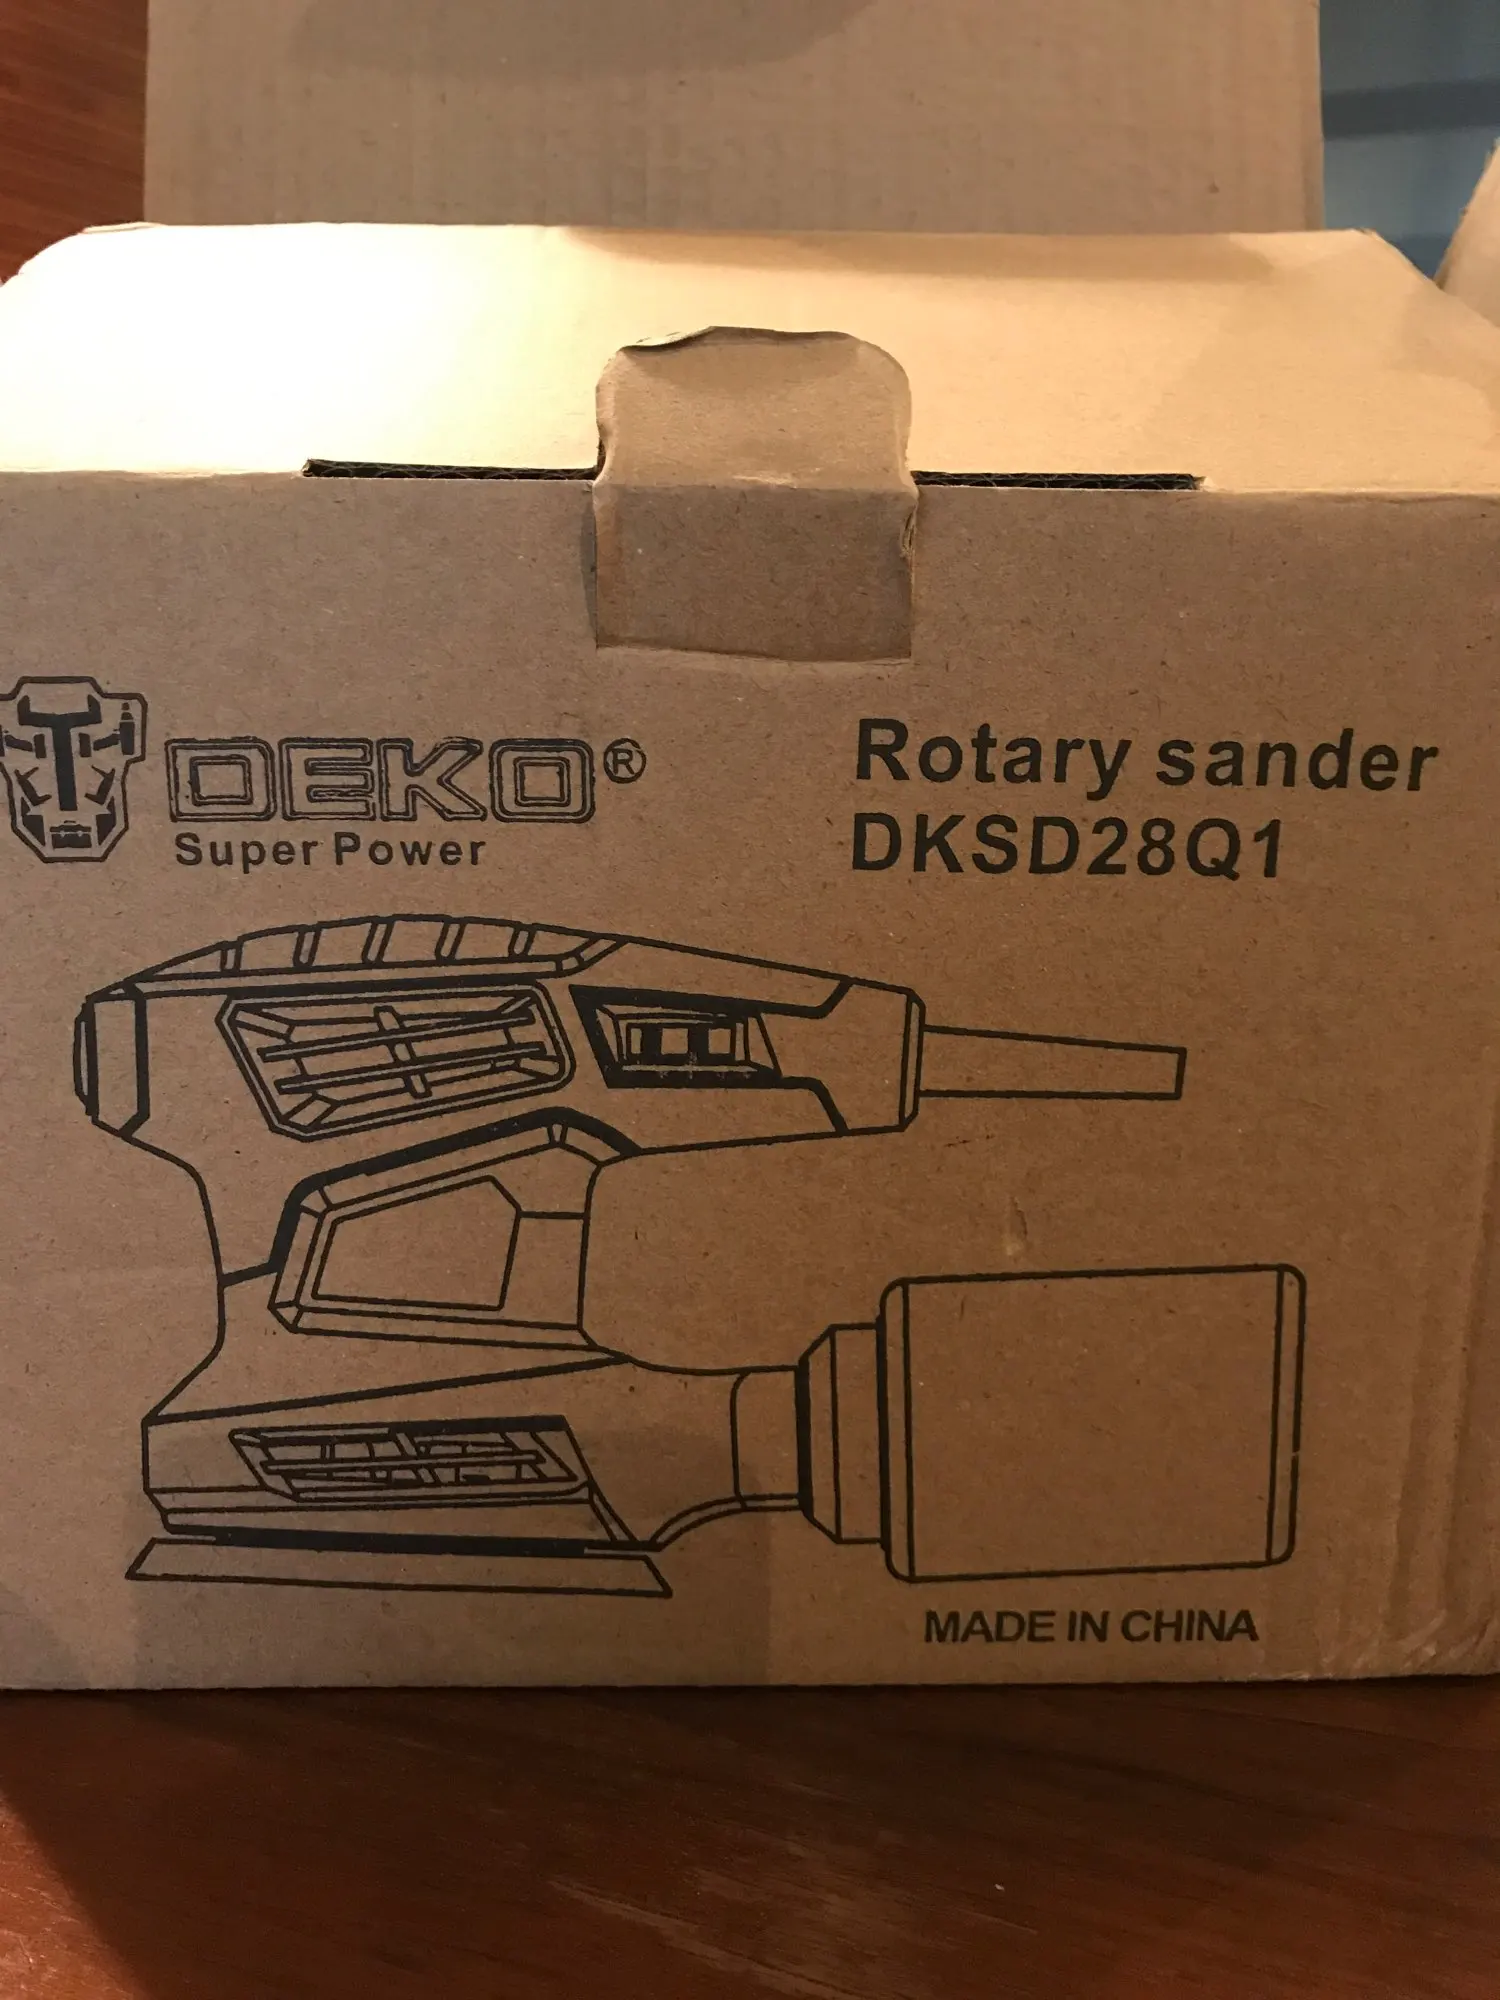 DEKO®
Super Power
Rotary sander
DKSD28Q1
MADE IN CHINA